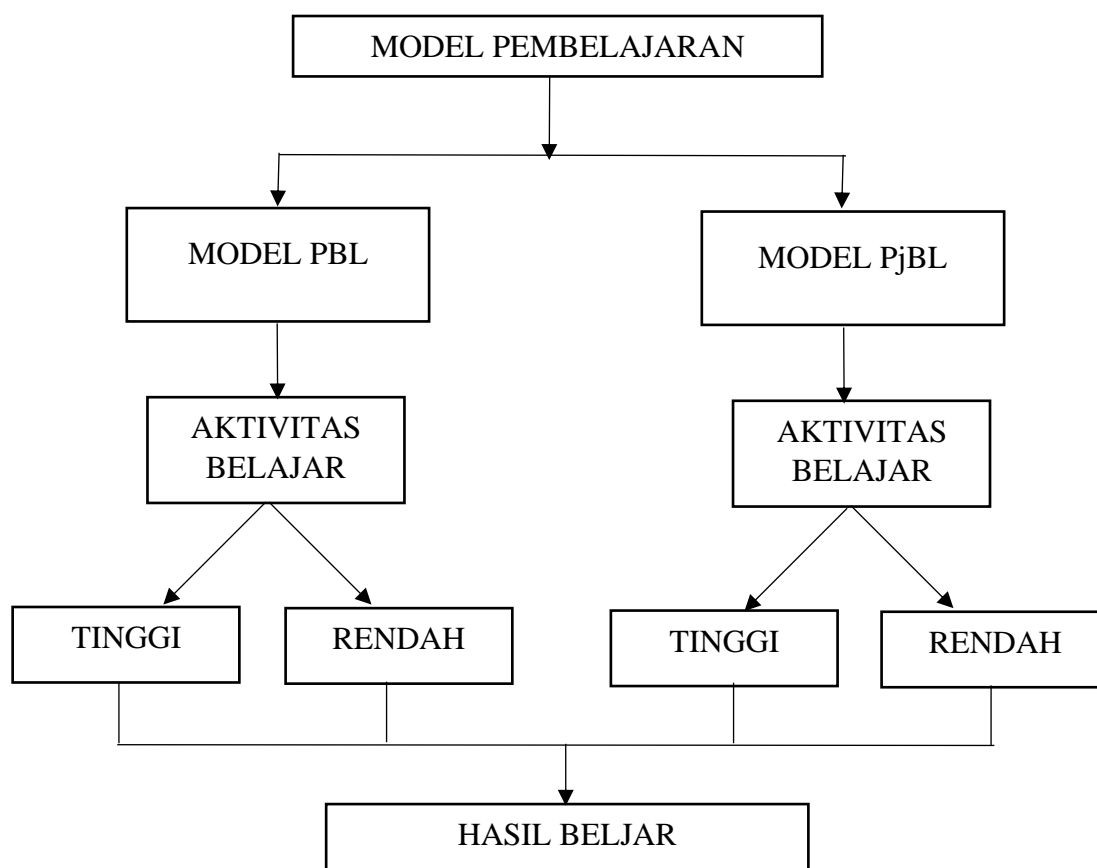 MODEL PEMBELAJARAN
MODEL PBL
MODEL PjBL
AKTIVITAS
BELAJAR
AKTIVITAS
BELAJAR
TINGGI
RENDAH
TINGGI
RENDAH
HASIL BELJAR